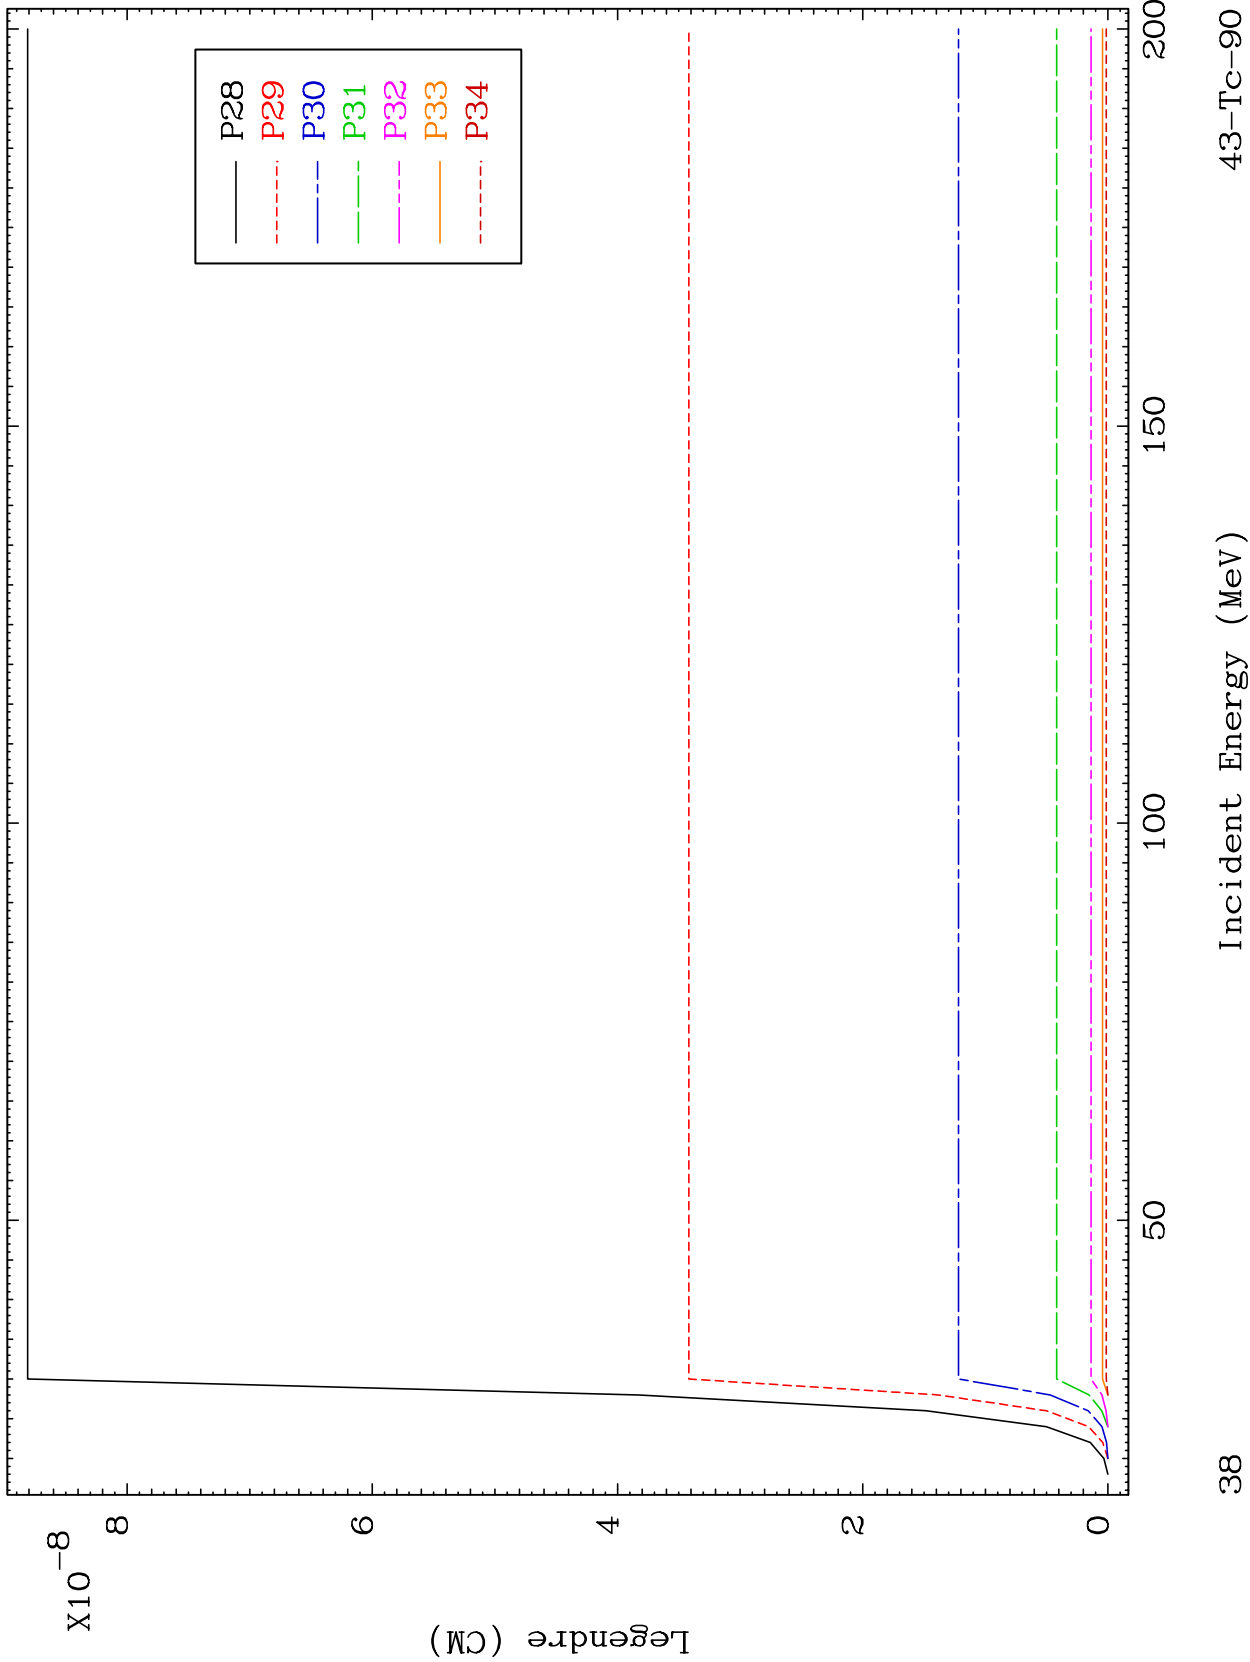 X10-8
8
6
4
2
0
Legendre (CM)
P28
P29
P30
P31
P32
P33
P34
50
100
150
200
Incident Energy (MeV)
38
43-Tc-90